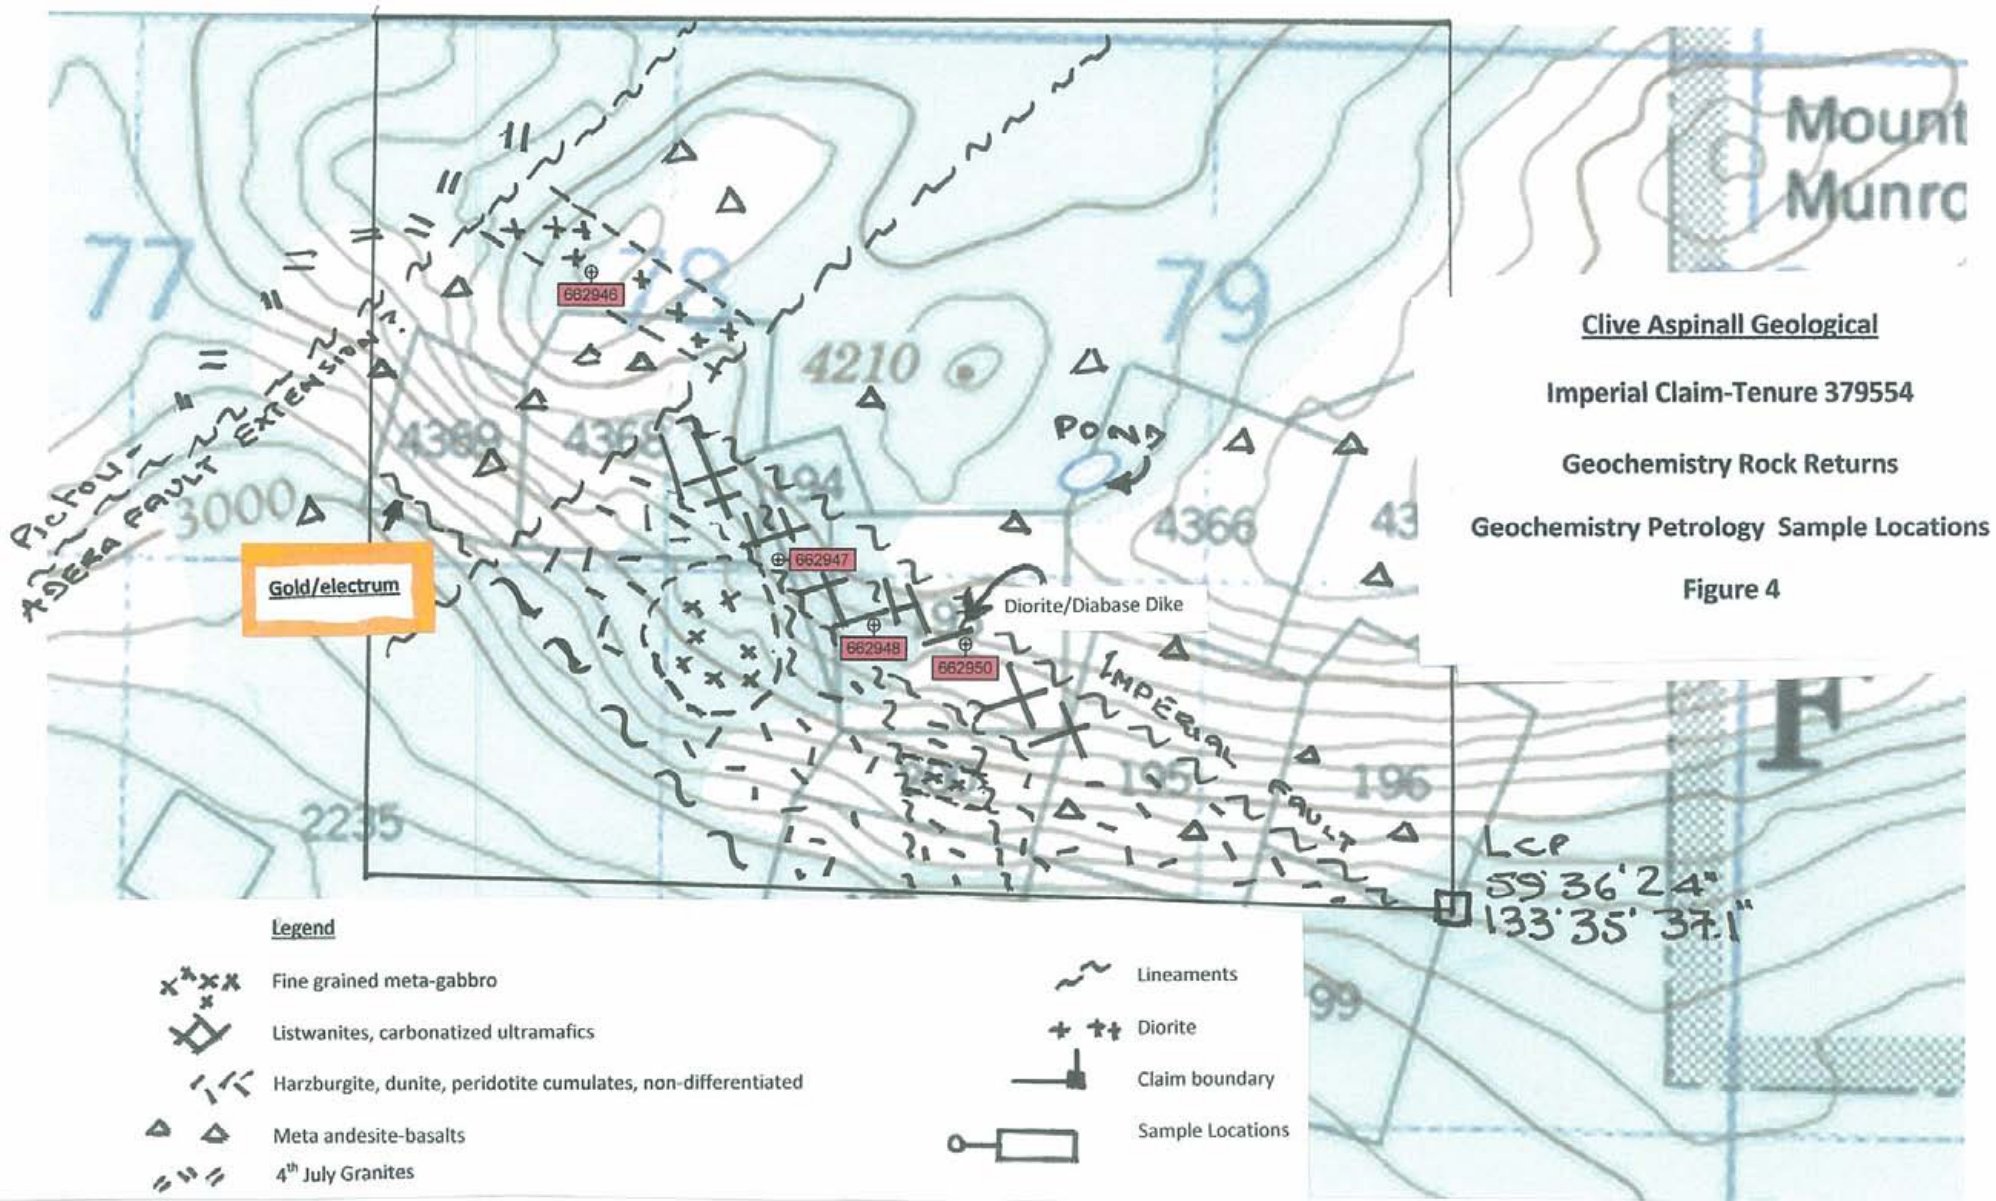 Mount
Munro
77
78
79
Clive Aspinall Geological
Imperial Claim-Tenure 379554
Geochemistry Rock Returns
Geochemistry Petrology Sample Locations
Figure 4
662946
4210
POND
4369
4368
194
4366
43
PICTOU-
ADERA FAULT EXTENSION
3000
Gold/electrum
662947
Diorite/Diabase Dike
662948
662950
IMPERIAL FAULT
195
196
2235
F
LCP
59°36'24"
133°35'37.1"
99
Legend
Fine grained meta-gabbro
Listwanites, carbonatized ultramafics
Harzburgite, dunite, peridotite cumulates, non-differentiated
Meta andesite-basalts
4th July Granites
Lineaments
Diorite
Claim boundary
Sample Locations